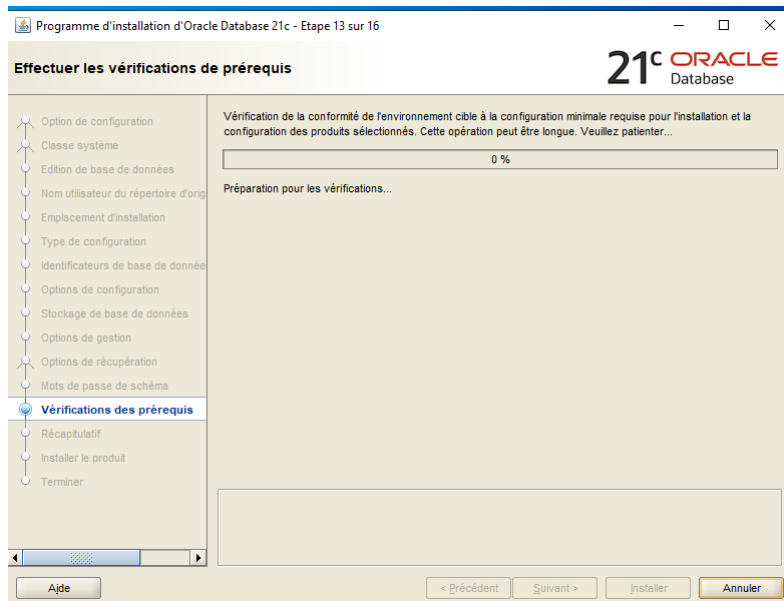 Programme d'installation d'Oracle Database 21c - Etape 13 sur 16
Effectuer les vérifications de prérequis
21c ORACLE
Database
Option de configuration
Classe système
Edition de base de données
Nom utilisateur du répertoire d'orig
Emplacement d'installation
Type de configuration
Identificateurs de base de donnée
Options de configuration
Stockage de base de données
Options de gestion
Options de récupération
Mots de passe de schéma
Vérifications des prérequis
Récapitulatif
Installer le produit
Terminer
Vérification de la conformité de l'environnement cible à la configuration minimale requise pour l'installation et la
configuration des produits sélectionnés. Cette opération peut être longue. Veuillez patienter...
0 %
Préparation pour les vérifications...
Aide
< Précédent
Suivant >
Installer
Annuler